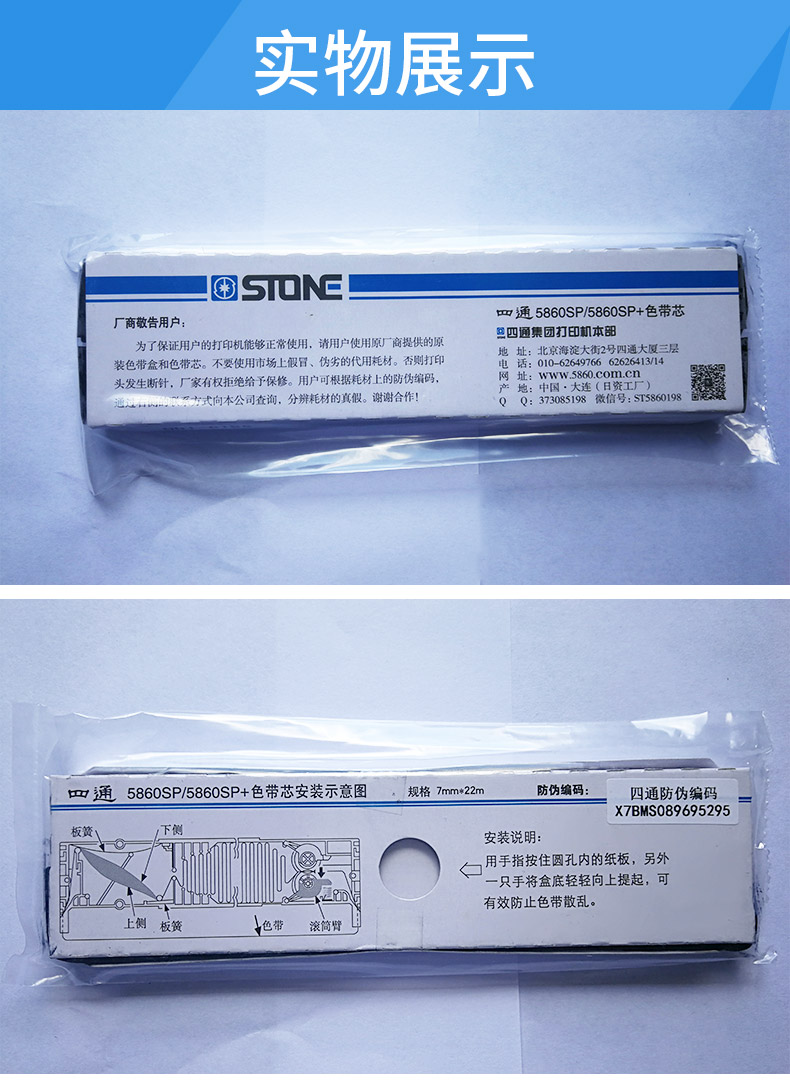 实物展示
STONE
厂商敬告用户：
为了保证用户的打印机能够正常使用，请用户使用原厂商提供的原
装色带盒和色带芯。不要使用市场上假冒、伪劣的代用耗材。否则打印
头发生断针，厂家有权拒绝给予保修。用户可根据耗材上的防伪编码，
通过右侧的联系方式向本公司查询，分辨耗材的真假。谢谢合作！
四通 5860SP/5860SP+色带芯
四通集团打印机本部
地 址：北京海淀大街2号四通大厦三层
电 话：010-62649766 62626413/14
网 址：www.5860.com.cn
产 地：中国·大连（日资工厂）
Q Q：373085198 微信号：ST5860198
四通 5860SP/5860SP+色带芯安装示意图 规格 7mm*22m 防伪编码：
四通防伪编码
X7BMS089695295
板簧
下侧
上侧
板簧
色带
滚筒臂
安装说明：
用手指按住圆孔内的纸板，另外
一只手将盒底轻轻向上提起，可
有效防止色带散乱。